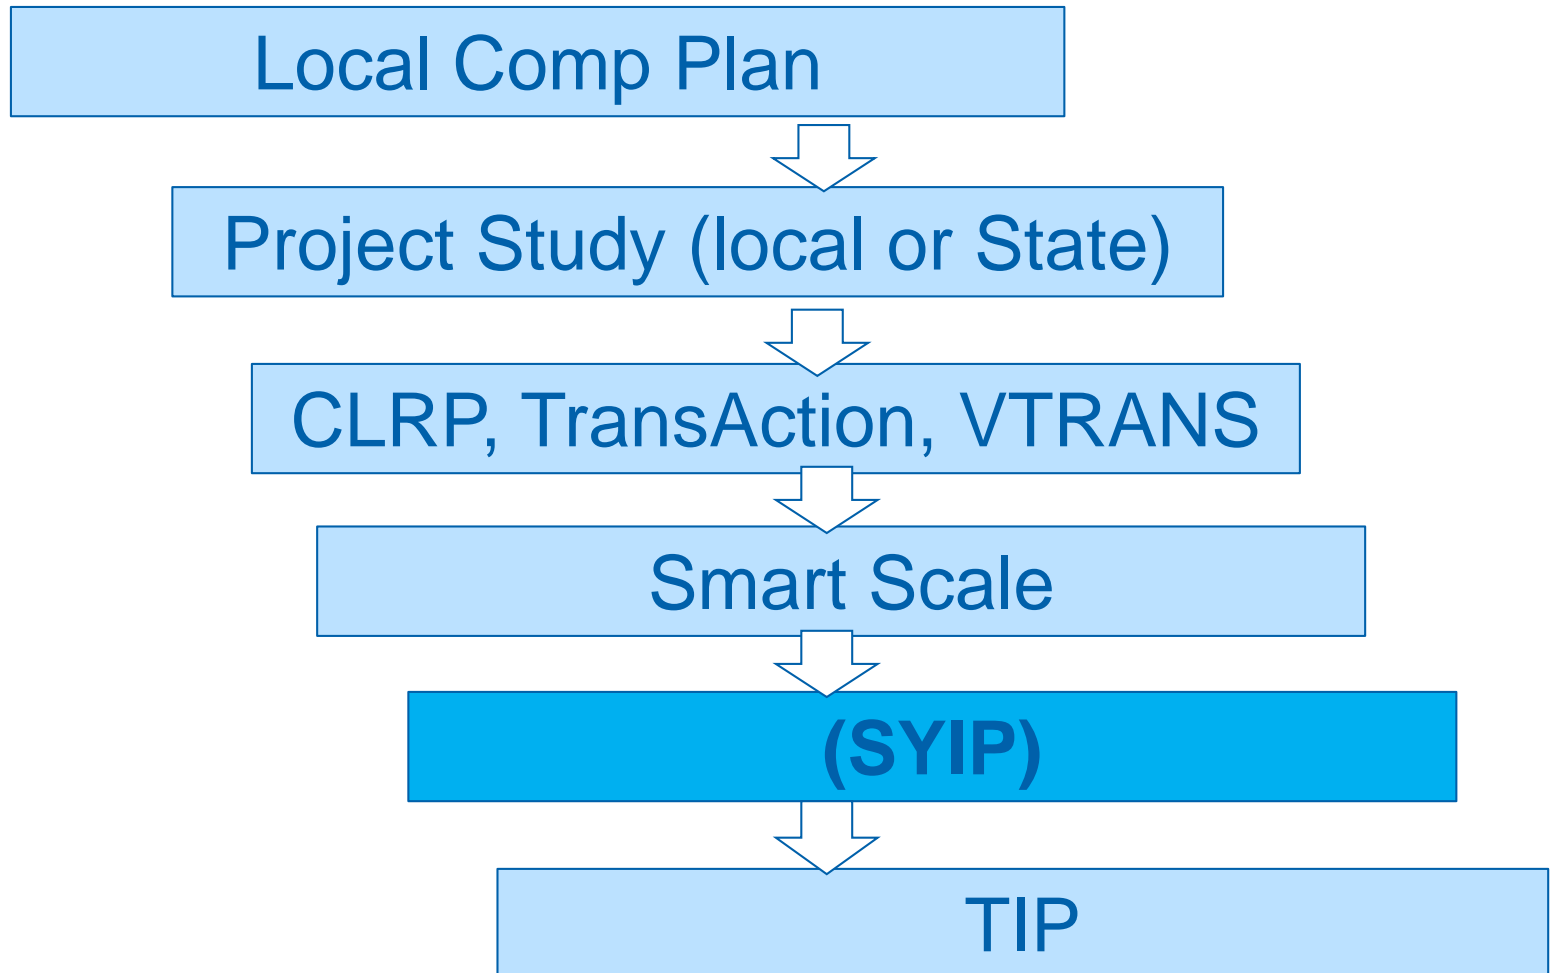 Local Comp Plan
Project Study (local or State)
CLRP, TransAction, VTRANS
Smart Scale
(SYIP)
TIP